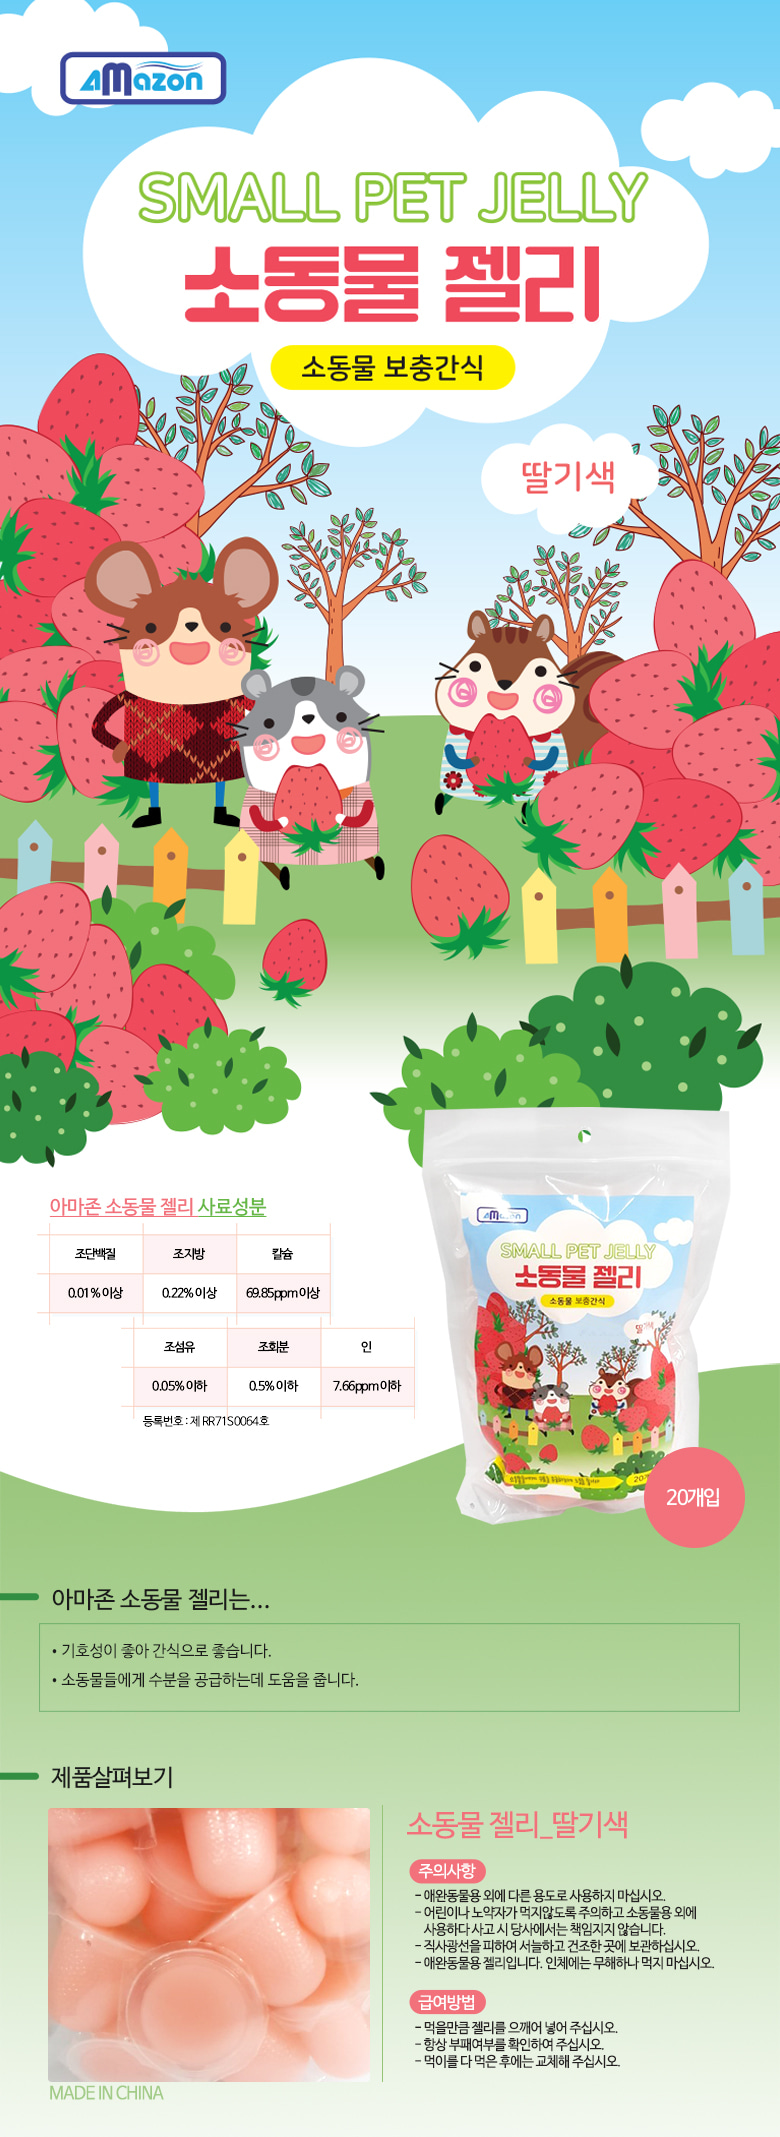 AMazon
SMALL PET JELLY
소동물 젤리
소동물 보충간식
딸기색
아마존 소동물 젤리 사료성분
조단백질 조지방 칼슘
0.01% 이상 0.22% 이상 69.85ppm 이상
조섬유 조회분 인
0.05% 이하 0.5% 이하 7.66ppm 이하
등록번호 : 제 RR71S0064호
SMALL PET JELLY
소동물 젤리
소동물 보충간식
딸기색
20개입
아마존 소동물 젤리는...
• 기호성이 좋아 간식으로 좋습니다.
• 소동물들에게 수분을 공급하는데 도움을 줍니다.
제품살펴보기
소동물 젤리_딸기색
주의사항
- 애완동물용 외에 다른 용도로 사용하지 마십시오.
- 어린이나 노약자가 먹지않도록 주의하고 소동물용 외에
사용하다 사고 시 당사에서는 책임지지 않습니다.
- 직사광선을 피하여 서늘하고 건조한 곳에 보관하십시오.
- 애완동물용 젤리입니다. 인체에는 무해하나 먹지 마십시오.
급여방법
- 먹을만큼 젤리를 으깨어 넣어 주십시오.
- 항상 부패여부를 확인하여 주십시오.
- 먹이를 다 먹은 후에는 교체해 주십시오.
MADE IN CHINA